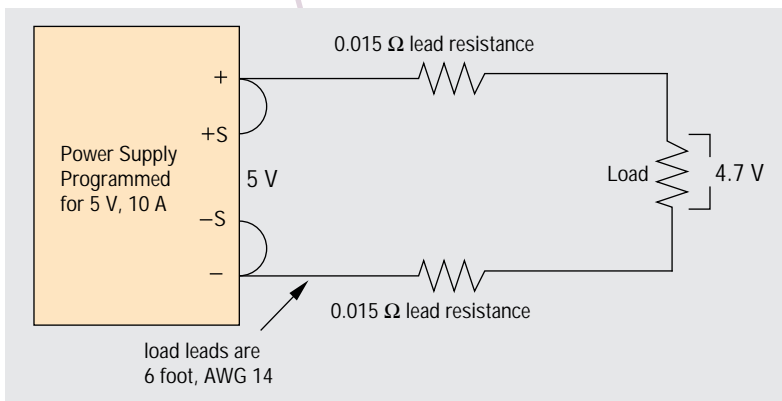 0.015 Ω lead resistance
+
+S
Power Supply
Programmed
for 5 V, 10 A
5 V
Load
4.7 V
−S
−
0.015 Ω lead resistance
load leads are
6 foot, AWG 14